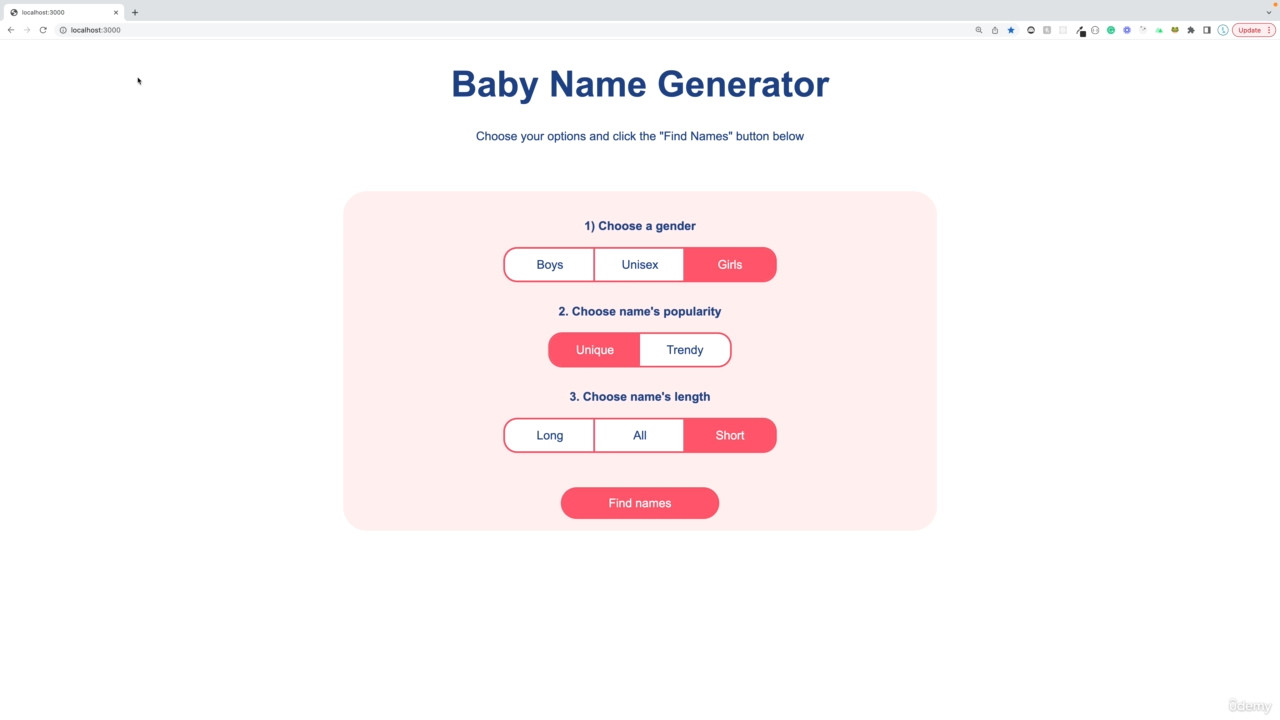 localhost:3000
localhost:3000
Update
Baby Name Generator
Choose your options and click the "Find Names" button below
1) Choose a gender
Boys Unisex Girls
2. Choose name's popularity
Unique Trendy
3. Choose name's length
Long All Short
Find names
ûdemy